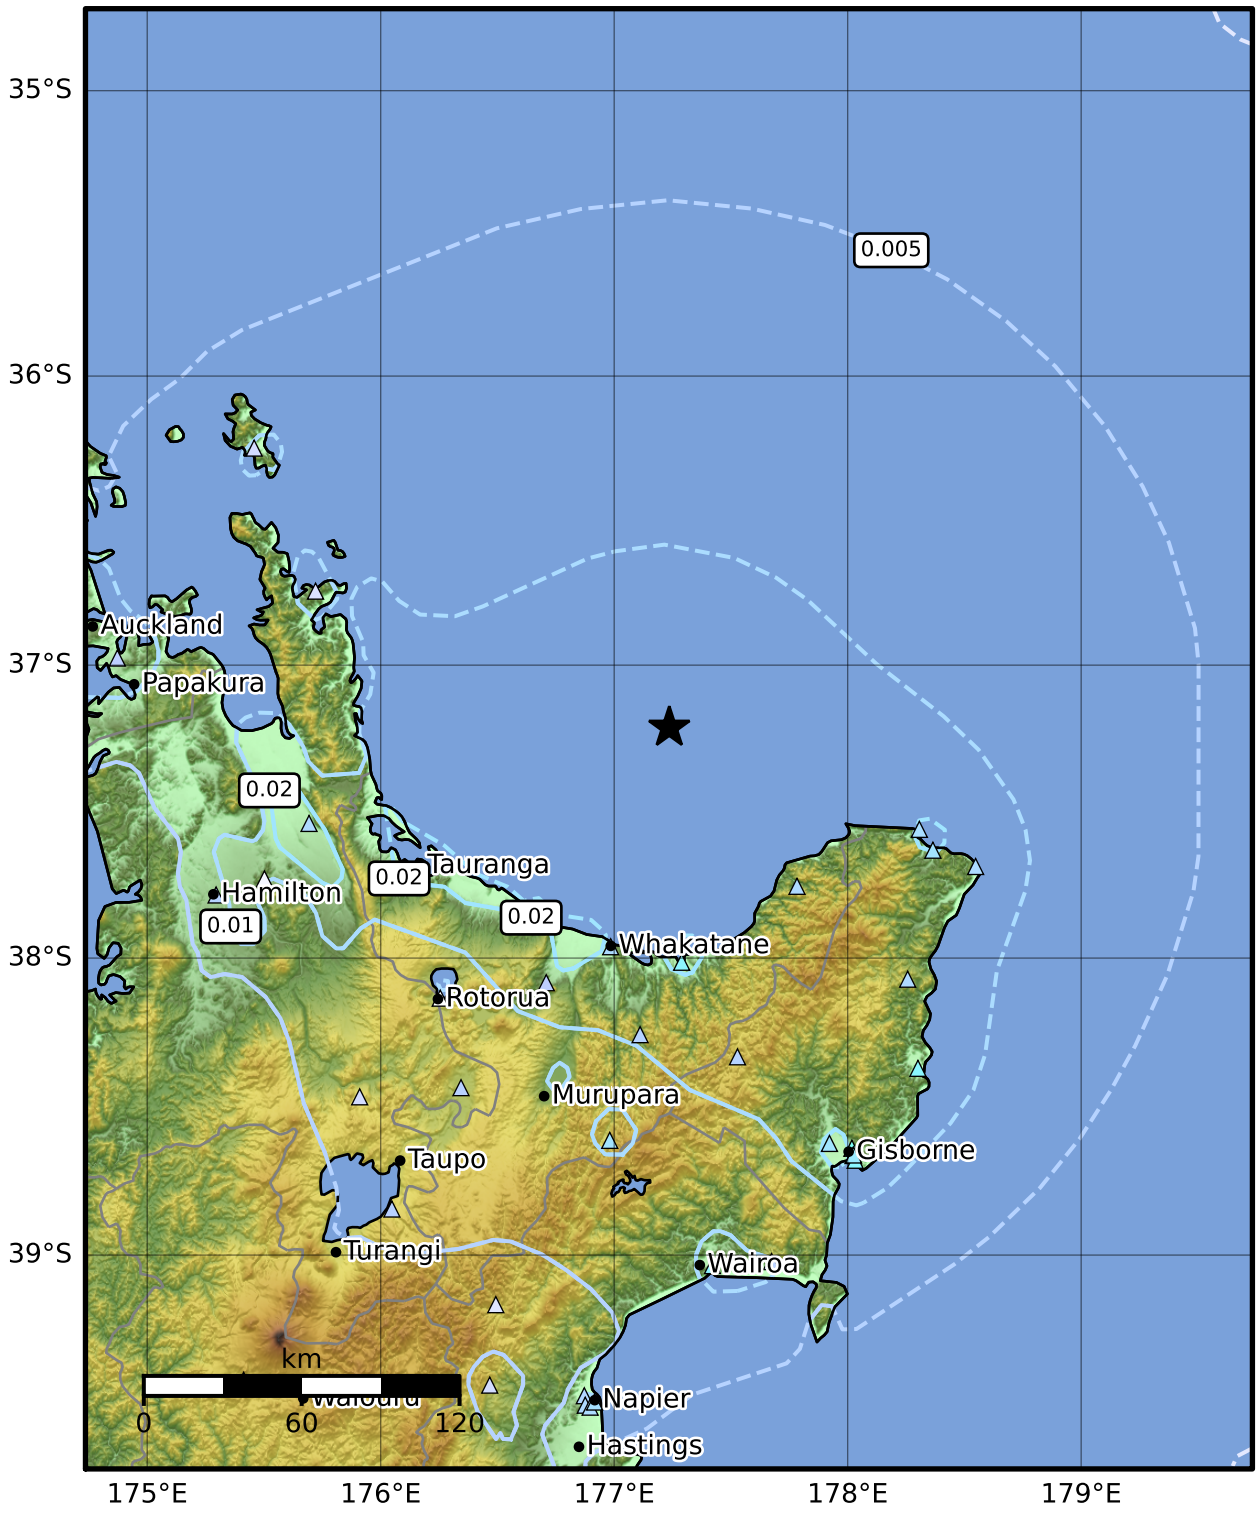 35°S
0.005
36°S
Auckland
37°S
Papakura
0.02
Tauranga
0.02
Hamilton
0.02
0.01
Whakatane
38°S
Rotorua
Murupara
Gisborne
Taupo
39°S
Turangi
Wairoa
km
Napier
Waiouru
0 60 120
Hastings
175°E 176°E 177°E 178°E 179°E